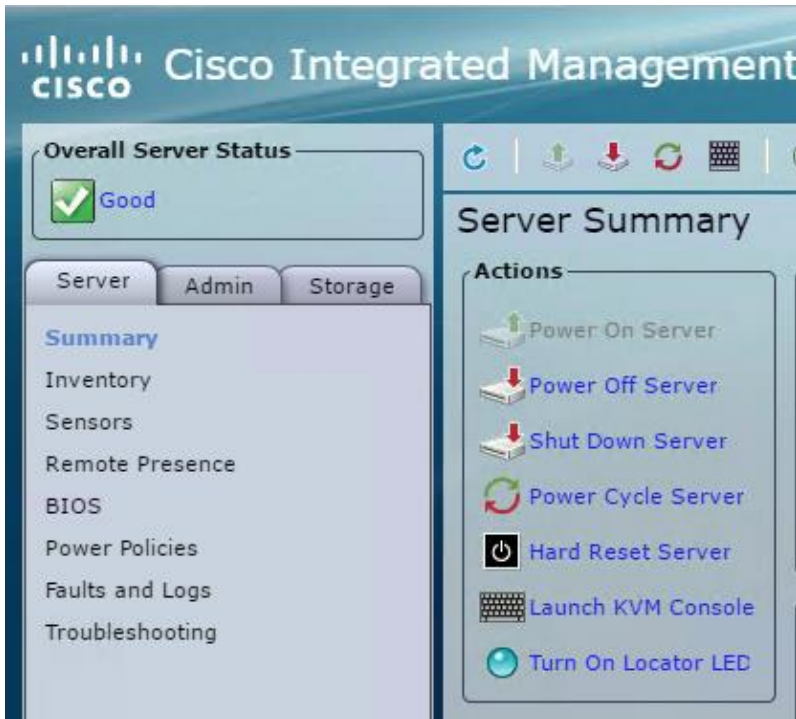 CISCO
Cisco Integrated Management
Overall Server Status
Good
Server Admin Storage
Summary
Inventory
Sensors
Remote Presence
BIOS
Power Policies
Faults and Logs
Troubleshooting
Server Summary
Actions
Power On Server
Power Off Server
Shut Down Server
Power Cycle Server
Hard Reset Server
Launch KVM Console
Turn On Locator LED